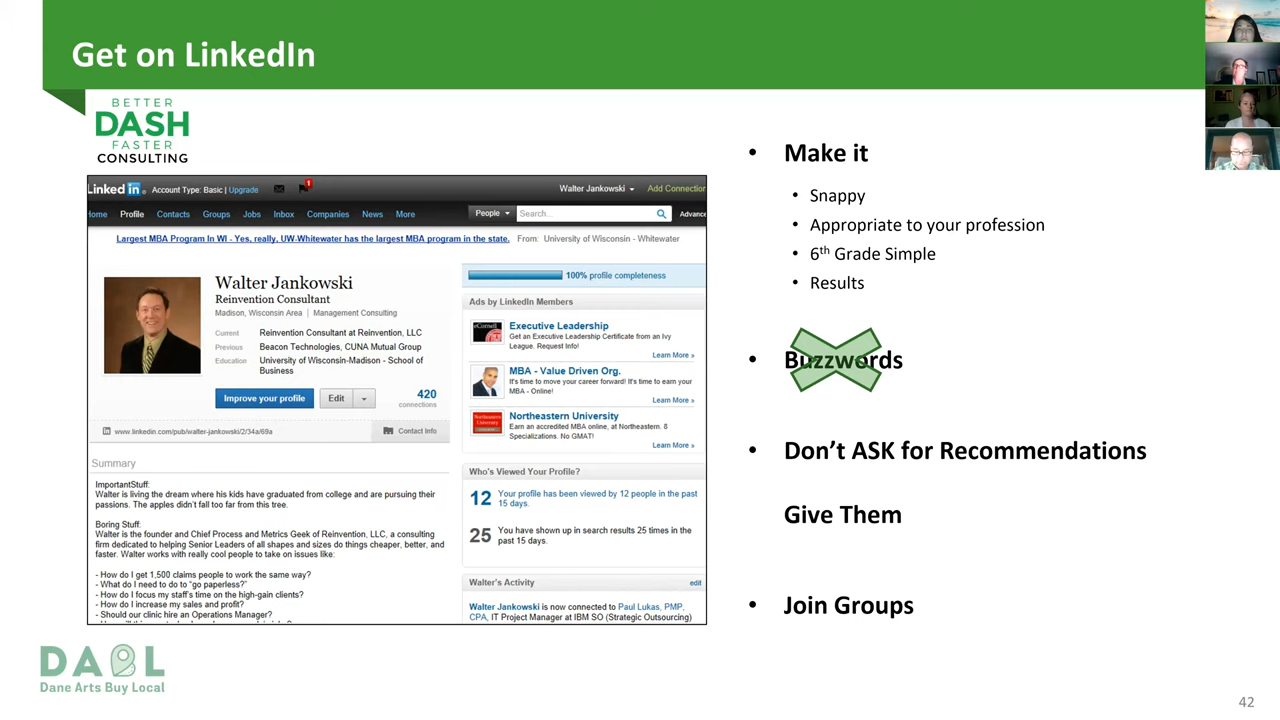 Get on LinkedIn
BETTER
DASH
FASTER
CONSULTING
Linked in® Account Type: Basic | Upgrade 1 Walter Jankowski Add Connection
Home Profile Contacts Groups Jobs Inbox Companies News More People Search... Advance
Largest MBA Program In WI - Yes, really, UW-Whitewater has the largest MBA program in the state. From: University of Wisconsin - Whitewater
Walter Jankowski
Reinvention Consultant
Madison, Wisconsin Area | Management Consulting
Current Reinvention Consultant at Reinvention, LLC
Previous Beacon Technologies, CUNA Mutual Group
Education University of Wisconsin-Madison - School of
Business
Improve your profile Edit 420
connections
www.linkedin.com/pub/walter-jankowski/2/34a/69a Contact Info
Summary
ImportantStuff:
Walter is living the dream where his kids have graduated from college and are pursuing their
passions. The apples didn't fall too far from this tree.
Boring Stuff:
Walter is the founder and Chief Process and Metrics Geek of Reinvention, LLC, a consulting
firm dedicated to helping Senior Leaders of all shapes and sizes do things cheaper, better, and
faster. Walter works with really cool people to take on issues like:
- How do I get 1,500 claims people to work the same way?
- What do I need to do to "go paperless?"
- How do I focus my staff's time on the high-gain clients?
- How do I increase my sales and profit?
- Should our clinic hire an Operations Manager?
100% profile completeness
Ads by LinkedIn Members
eCornell
Executive Leadership
Get an Executive Leadership Certificate from an Ivy
League. Request Info!
Learn More »
MBA - Value Driven Org.
It's time to move your career forward! It's time to earn your
MBA - Online!
Learn More »
Northeastern University
Earn an accredited MBA online, at Northeastern. 8
Specializations. No GMAT!
Learn More »
Who's Viewed Your Profile?
12 Your profile has been viewed by 12 people in the past
15 days.
25 You have shown up in search results 25 times in the
past 15 days.
Walter's Activity edit
Walter Jankowski is now connected to Paul Lukas, PMP,
CPA, IT Project Manager at IBM SO (Strategic Outsourcing)
• Make it
• Snappy
• Appropriate to your profession
• 6th Grade Simple
• Results
• Buzzwords
• Don't ASK for Recommendations
Give Them
• Join Groups
DABL
Dane Arts Buy Local
42